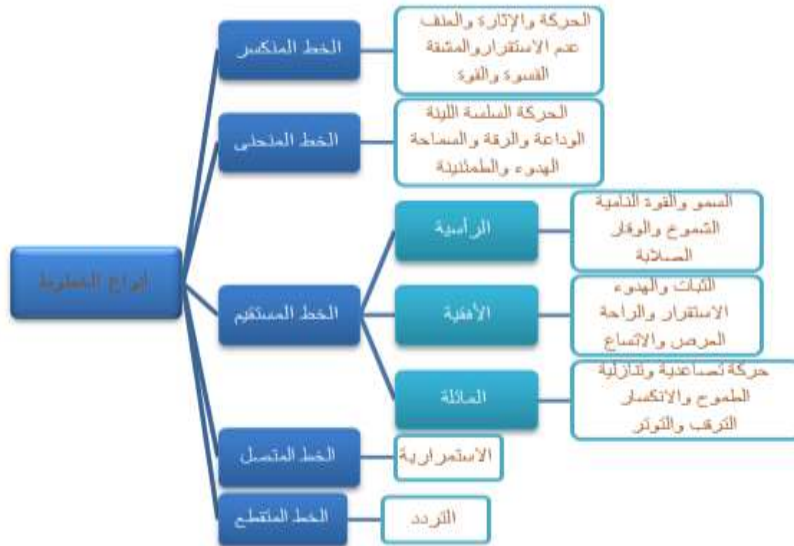 أنواع الخطوط
الخط المنكسر
الحركة والإثارة والعنف
عدم الاستقرار والمشقة
القسوة والقوة
الخط المنحنى
الحركة السلسة اللينة
الوداعة والرقة والسماحة
الهدوء والطمئنينة
الخط المستقيم
الرأسية
السمو والقوة النامية
الشموخ والوقار
الصلابة
الأفقية
الثبات والهدوء
الاستقرار والراحة
العرض والاتساع
المائلة
حركة تصاعدية وتنازلية
الطموح والانكسار
الترقب والتوتر
الخط المتصل
الاستمرارية
الخط المتقطع
التردد